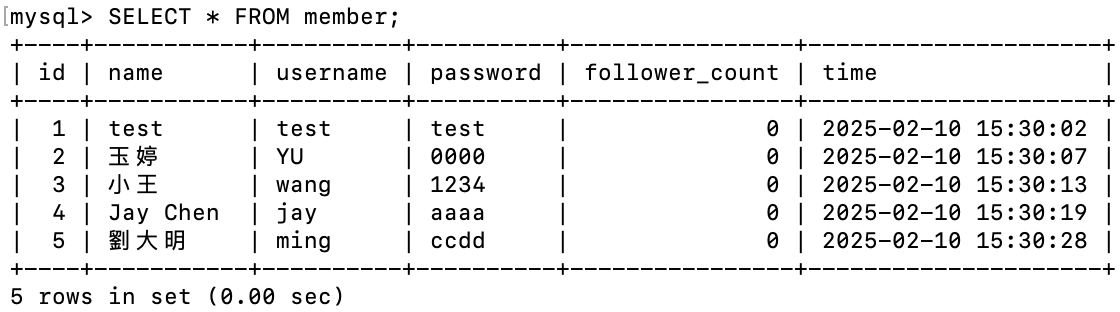 mysql> SELECT * FROM member;
+----+-----------+----------+----------+----------------+---------------------+
| id | name      | username | password | follower_count | time                |
+----+-----------+----------+----------+----------------+---------------------+
|  1 | test      | test     | test     |              0 | 2025-02-10 15:30:02 |
|  2 | 玉婷      | YU       | 0000     |              0 | 2025-02-10 15:30:07 |
|  3 | 小王      | wang     | 1234     |              0 | 2025-02-10 15:30:13 |
|  4 | Jay Chen  | jay      | aaaa     |              0 | 2025-02-10 15:30:19 |
|  5 | 劉大明    | ming     | ccdd     |              0 | 2025-02-10 15:30:28 |
+----+-----------+----------+----------+----------------+---------------------+
5 rows in set (0.00 sec)